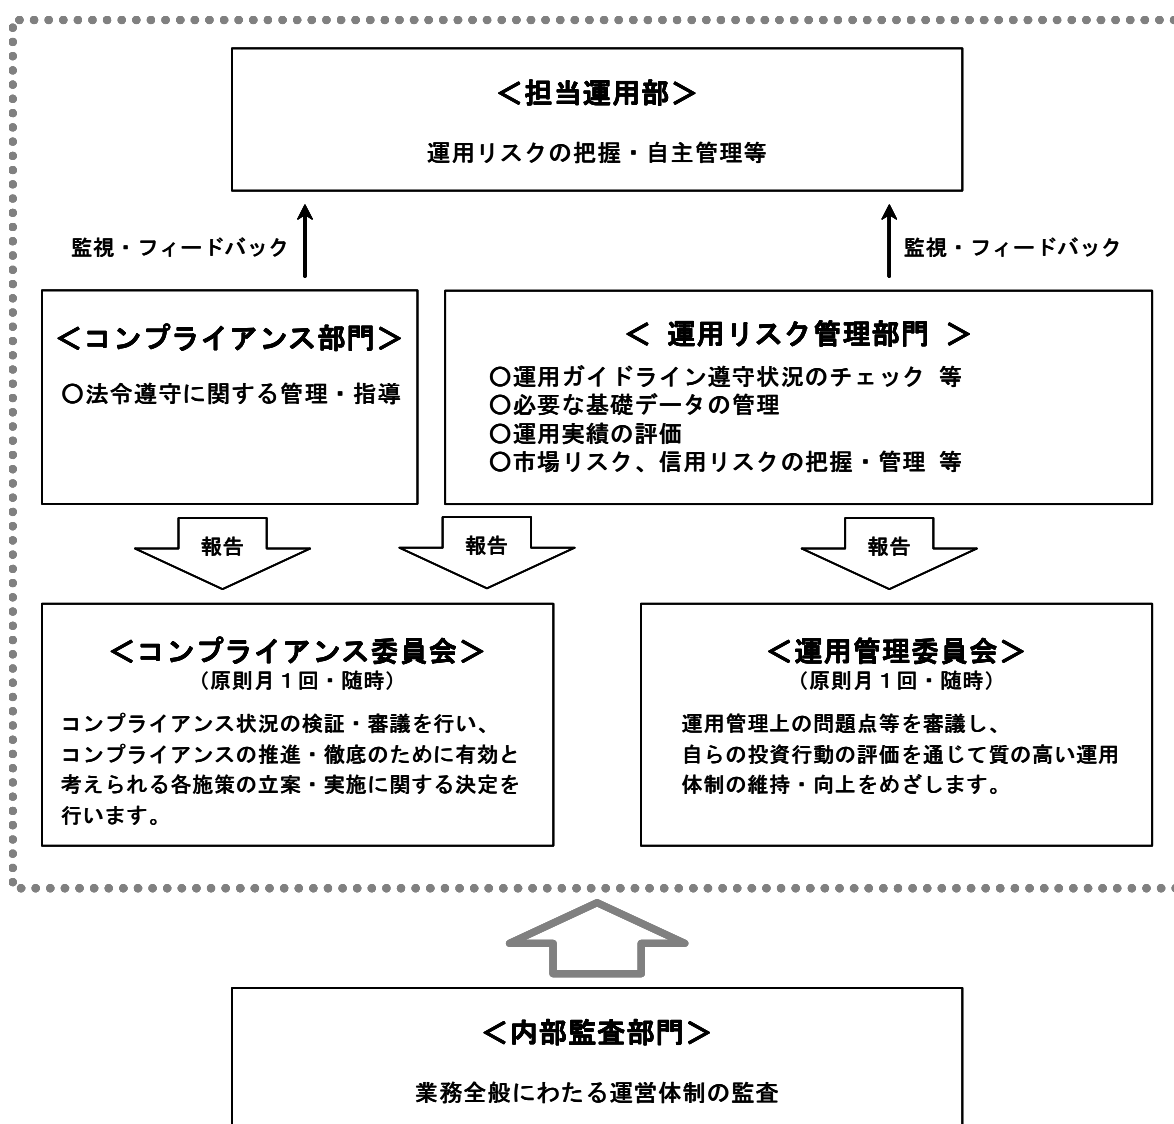 ＜担当運用部＞
運用リスクの把握・自主管理等
監視・フィードバック
監視・フィードバック
＜コンプライアンス部門＞
〇法令遵守に関する管理・指導
＜ 運用リスク管理部門 ＞
〇運用ガイドライン遵守状況のチェック 等
〇必要な基礎データの管理
〇運用実績の評価
〇市場リスク、信用リスクの把握・管理 等
報告
報告
報告
＜コンプライアンス委員会＞
（原則月１回・随時）
コンプライアンス状況の検証・審議を行い、
コンプライアンスの推進・徹底のために有効と
考えられる各施策の立案・実施に関する決定を
行います。
＜運用管理委員会＞
（原則月１回・随時）
運用管理上の問題点等を審議し、
自らの投資行動の評価を通じて質の高い運用
体制の維持・向上をめざします。
＜内部監査部門＞
業務全般にわたる運営体制の監査